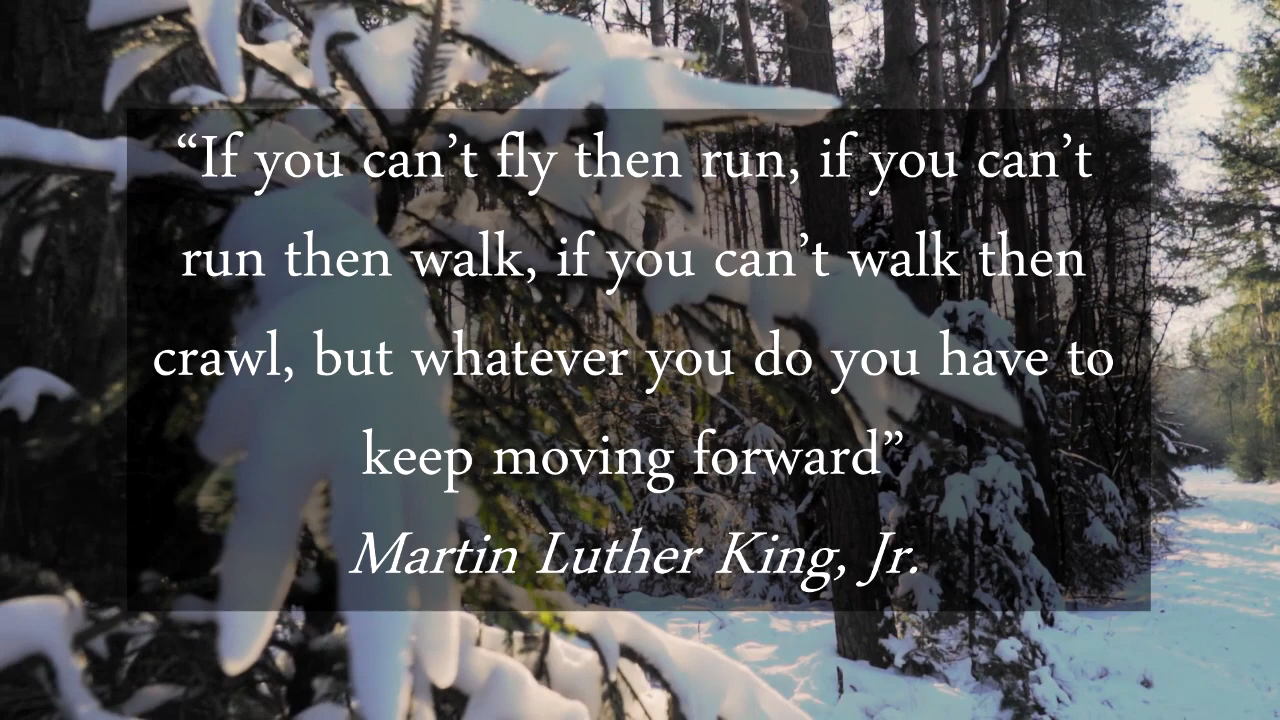 “If you can’t fly then run, if you can’t
run then walk, if you can’t walk then
crawl, but whatever you do you have to
keep moving forward”
Martin Luther King, Jr.